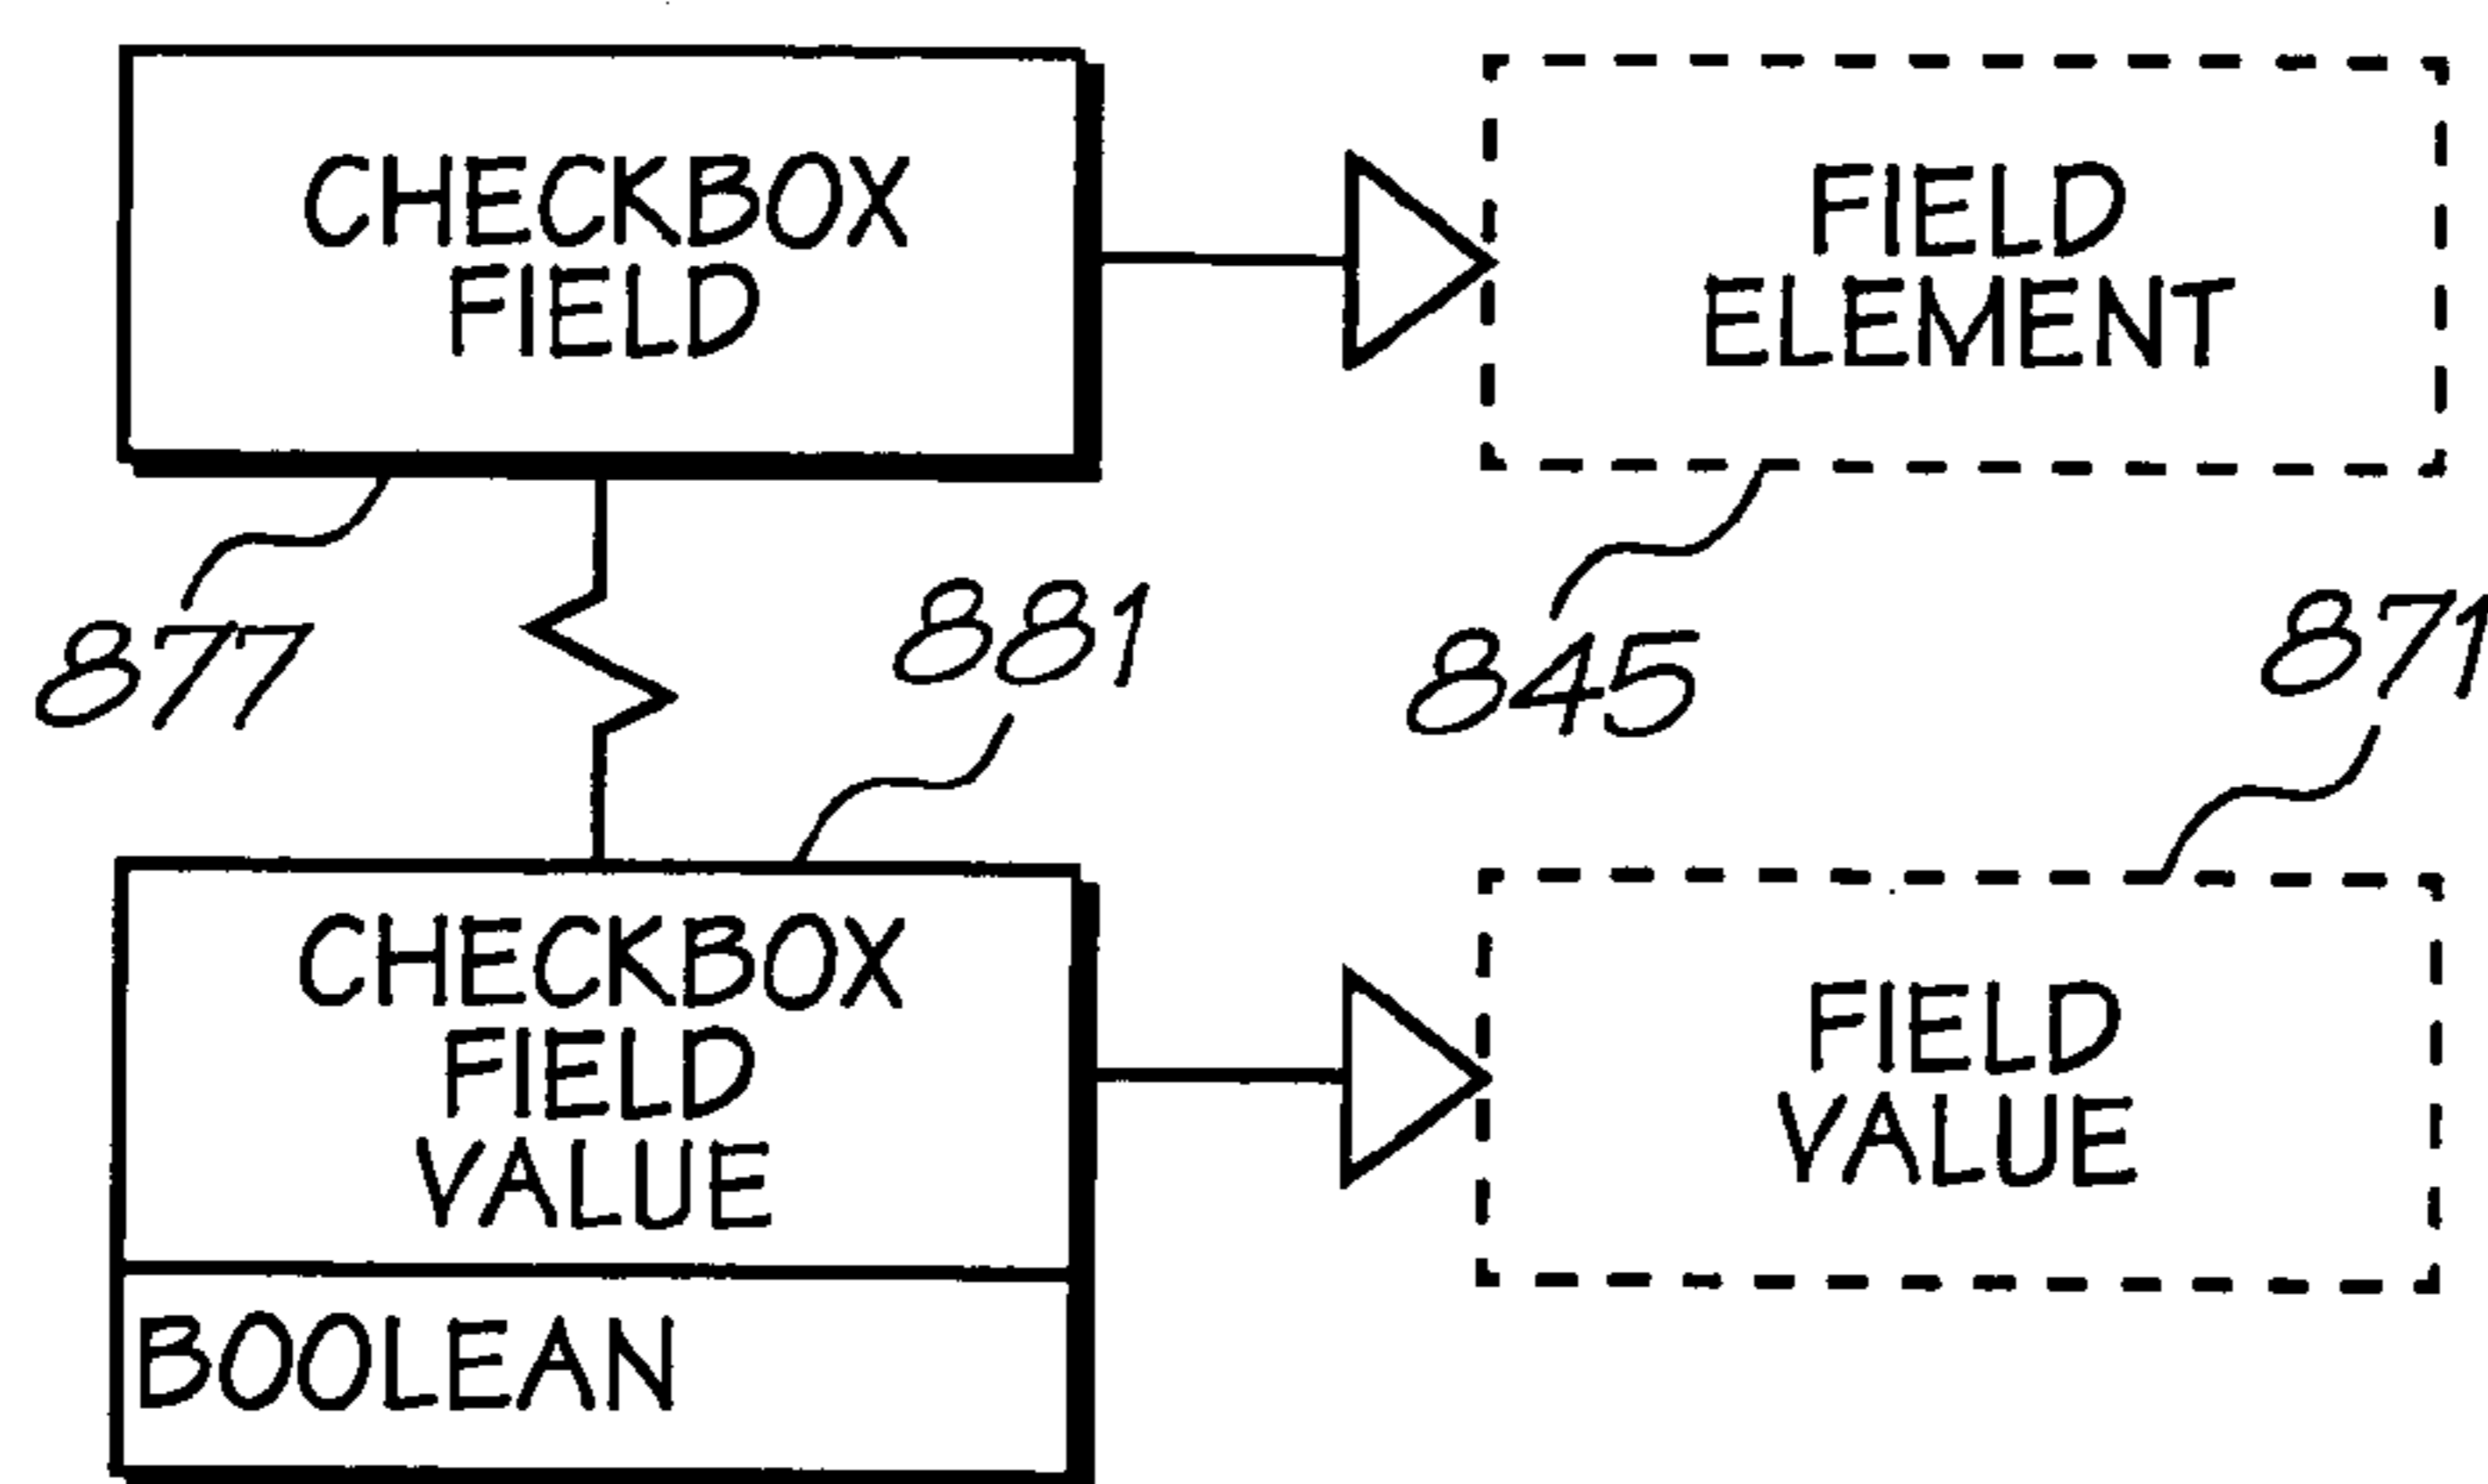 CHECKBOX
FIELD
FIELD
ELEMENT
877
881
845
871
CHECKBOX
FIELD
VALUE
BOOLEAN
FIELD
VALUE